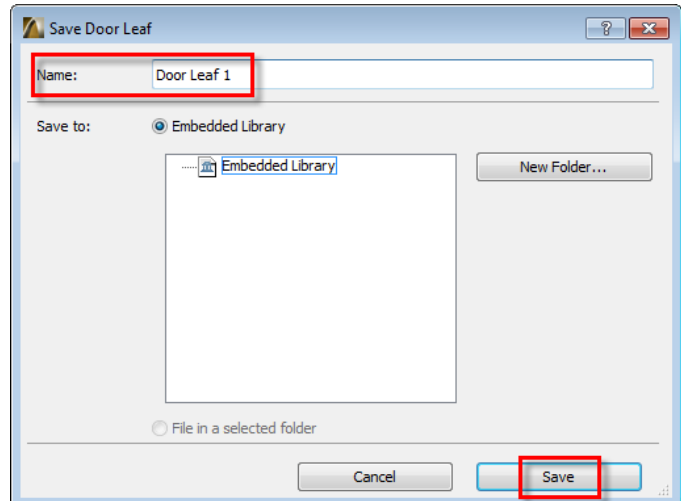 Save Door Leaf
Name: Door Leaf 1
Save to: Embedded Library
Embedded Library
New Folder...
File in a selected folder
Cancel Save